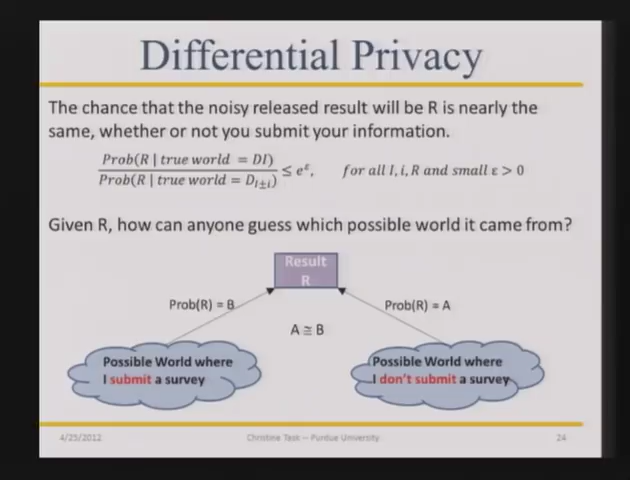 Differential Privacy
The chance that the noisy released result will be R is nearly the
same, whether or not you submit your information.
Prob(R | true world = DI)
Prob(R | true world = D_{I±i})
≤ e^ε, for all I, i, R and small ε > 0
Given R, how can anyone guess which possible world it came from?
Result
R
Prob(R) = B
Prob(R) = A
A ≅ B
Possible World where
I submit a survey
Possible World where
I don't submit a survey
4/25/2012
Christine Task -- Purdue University
24